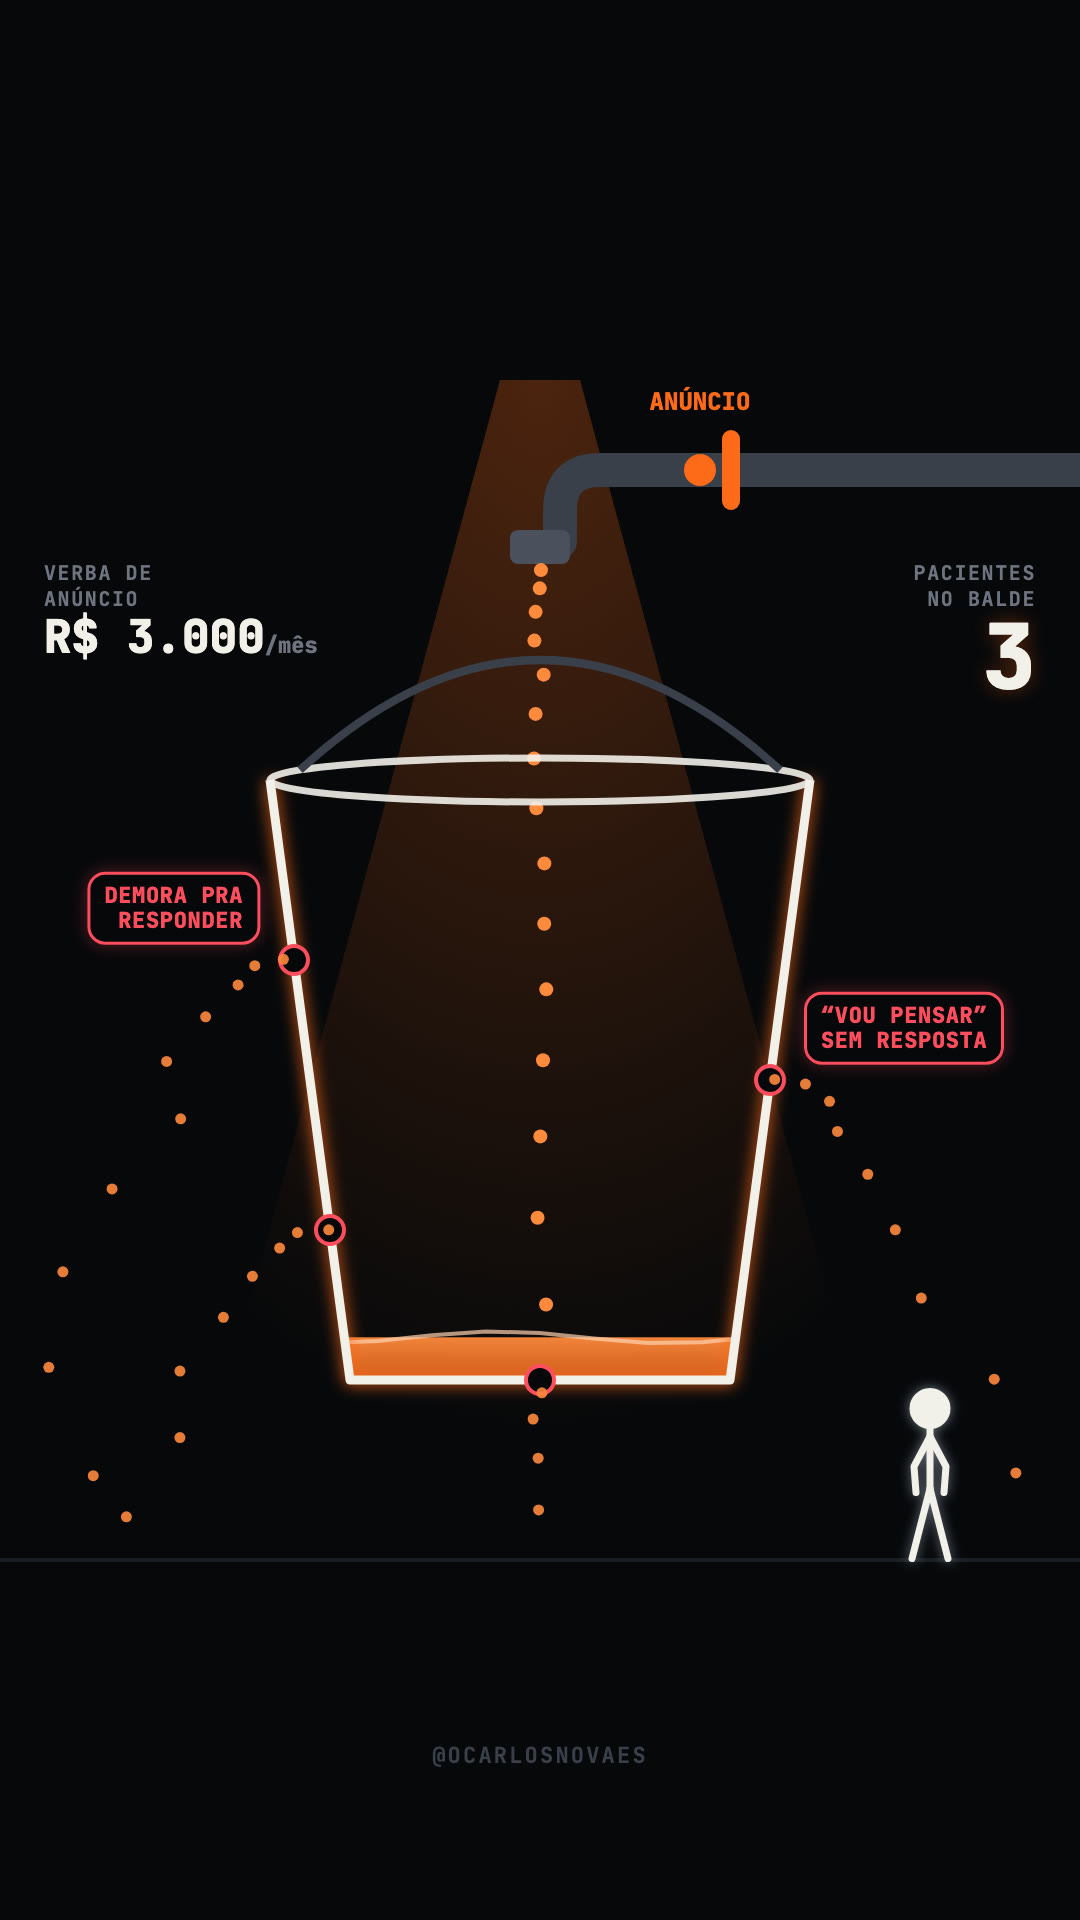 ANÚNCIO
VERBA DE
ANÚNCIO
R$ 3.000/mês
PACIENTES
NO BALDE
3
DEMORA PRA
RESPONDER
“VOU PENSAR”
SEM RESPOSTA
@OCARLOSNOVAES